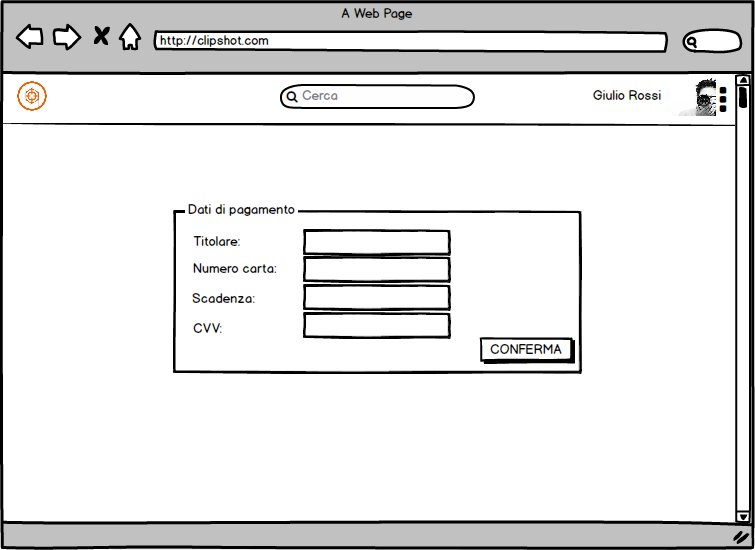 A Web Page
http://clipshot.com
Cerca
Giulio Rossi
Dati di pagamento
Titolare:
Numero carta:
Scadenza:
CVV:
CONFERMA